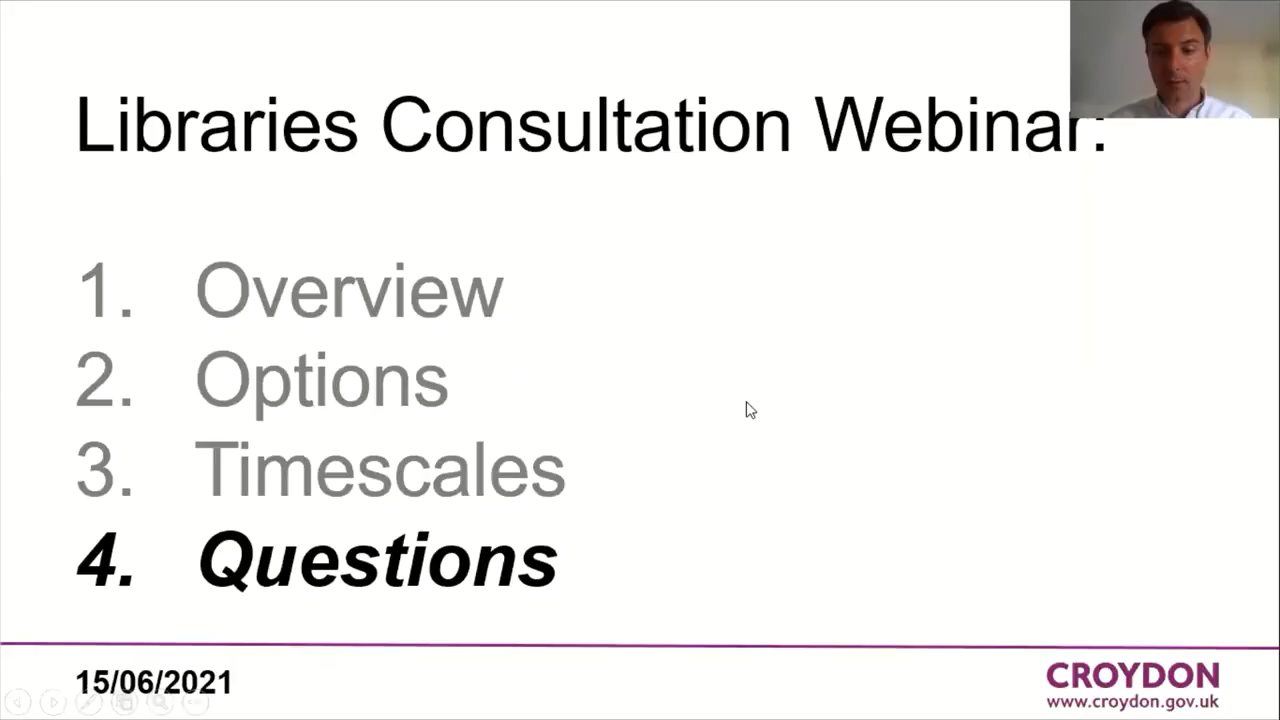 Libraries Consultation Webinar:
1. Overview
2. Options
3. Timescales
4. Questions
15/06/2021
CROYDON
www.croydon.gov.uk